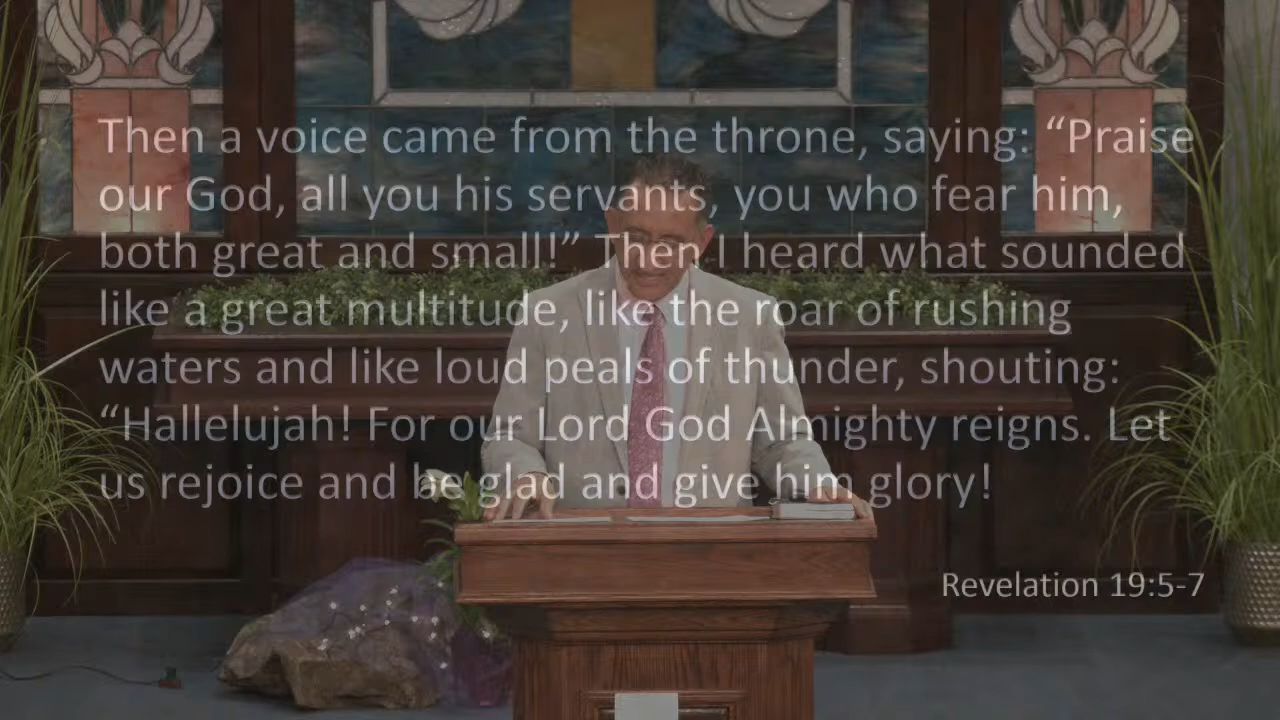 Then a voice came from the throne, saying: “Praise
our God, all you his servants, you who fear him,
both great and small!” Then I heard what sounded
like a great multitude, like the roar of rushing
waters and like loud peals of thunder, shouting:
“Hallelujah! For our Lord God Almighty reigns. Let
us rejoice and be glad and give him glory!
Revelation 19:5-7